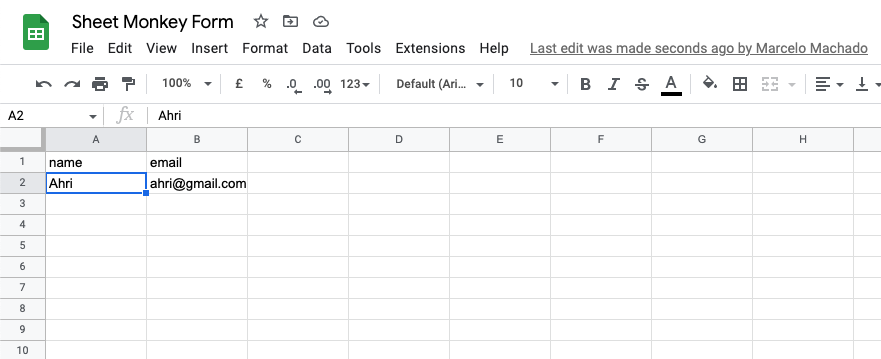 Sheet Monkey Form
File Edit View Insert Format Data Tools Extensions Help Last edit was made seconds ago by Marcelo Machado
100% £ % .0 .00 123 Default (Ari... 10 B I S A
A2 fx Ahri
A B C D E F G H
1 name email
2 Ahri ahri@gmail.com
3
4
5
6
7
8
9
10